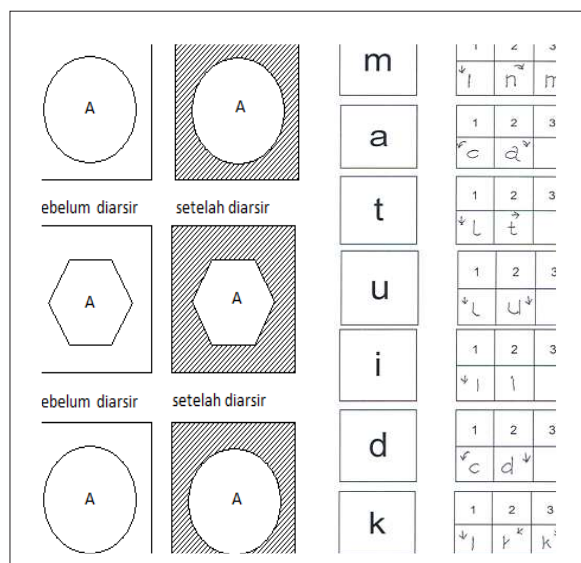 A A
ebelum diarsir setelah diarsir
A A
ebelum diarsir setelah diarsir
A A
m
1 2 3
l n m
a
1 2 3
c a
t
1 2 3
l t
u
1 2 3
ι u
i
1 2 3
l i
d
1 2 3
c d
k
1 2 3
l k